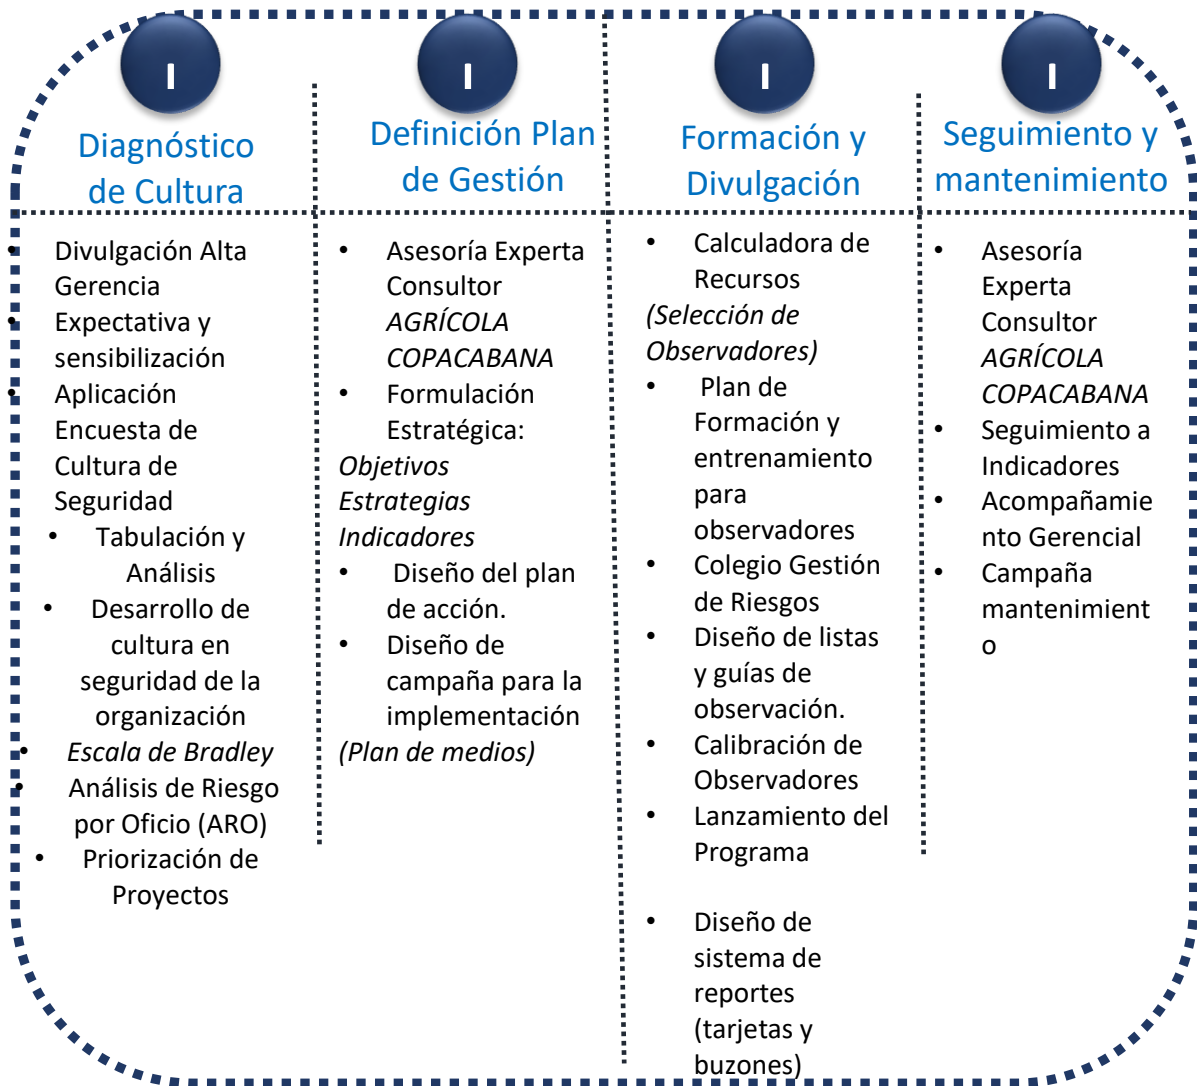 I
Diagnóstico
de Cultura
• Divulgación Alta
Gerencia
• Expectativa y
sensibilización
• Aplicación
Encuesta de
Cultura de
Seguridad
• Tabulación y
Análisis
• Desarrollo de
cultura en
seguridad de la
organización
• Escala de Bradley
• Análisis de Riesgo
por Oficio (ARO)
• Priorización de
Proyectos
I
Definición Plan
de Gestión
• Asesoría Experta
Consultor
AGRÍCOLA
COPACABANA
• Formulación
Estratégica:
Objetivos
Estrategias
Indicadores
• Diseño del plan
de acción.
• Diseño de
campaña para la
implementación
(Plan de medios)
I
Formación y
Divulgación
• Calculadora de
Recursos
(Selección de
Observadores)
• Plan de
Formación y
entrenamiento
para
observadores
• Colegio Gestión
de Riesgos
• Diseño de listas
y guías de
observación.
• Calibración de
Observadores
• Lanzamiento del
Programa
• Diseño de
sistema de
reportes
(tarjetas y
buzones)
I
Seguimiento y
mantenimiento
• Asesoría
Experta
Consultor
AGRÍCOLA
COPACABANA
• Seguimiento a
Indicadores
• Acompañamie
nto Gerencial
• Campaña
mantenimient
o